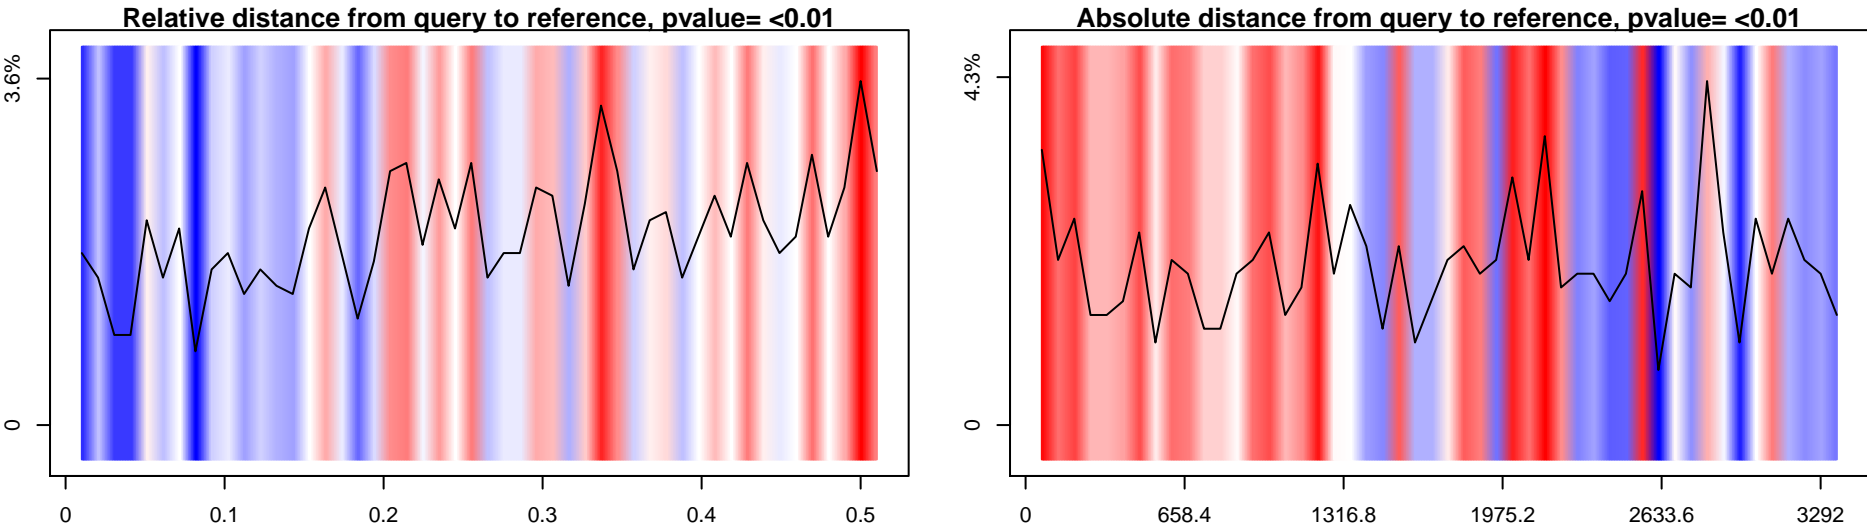 Relative distance from query to reference, pvalue= <0.01
3.6%
0
0 0.1 0.2 0.3 0.4 0.5
Absolute distance from query to reference, pvalue= <0.01
4.3%
0
0 658.4 1316.8 1975.2 2633.6 3292